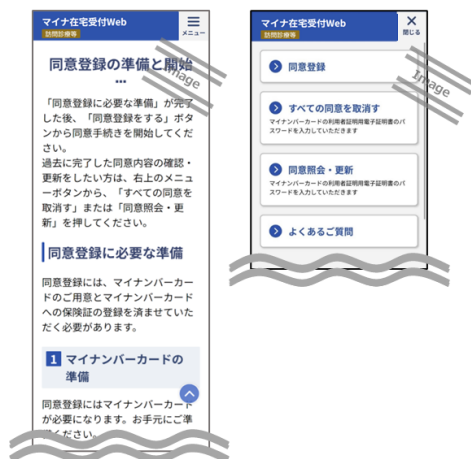 マイナ在宅受付Web
訪問診療等
メニュー
同意登録の準備と開始
Image
「同意登録に必要な準備」が完了
した後、「同意登録をする」ボタ
ンから同意手続きを開始してくだ
さい。
過去に完了した同意内容の確認・
更新をしたい方は、右上のメニュ
ーボタンから、「すべての同意を
取消す」または「同意照会・更
新」を押してください。
同意登録に必要な準備
同意登録には、マイナンバーカー
ドのご用意とマイナンバーカード
への保険証の登録を済ませていた
だく必要があります。
1 マイナンバーカードの
準備
同意登録にはマイナンバーカード
が必要になります。お手元にご準
ください。
マイナ在宅受付Web
訪問診療等
閉じる
同意登録
Image
すべての同意を取消す
マイナンバーカードの利用者証明用電子証明書のパ
スワードを入力していただきます
同意照会・更新
マイナンバーカードの利用者証明用電子証明書のパ
スワードを入力していただきます
よくあるご質問